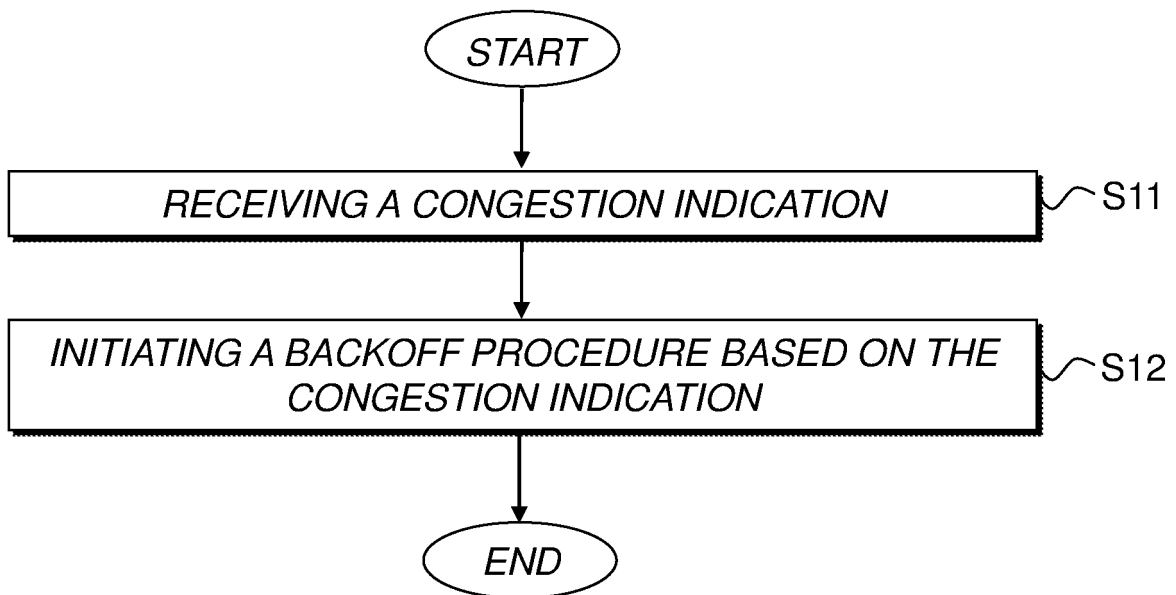 START
RECEIVING A CONGESTION INDICATION
S11
INITIATING A BACKOFF PROCEDURE BASED ON THE
CONGESTION INDICATION
S12
END